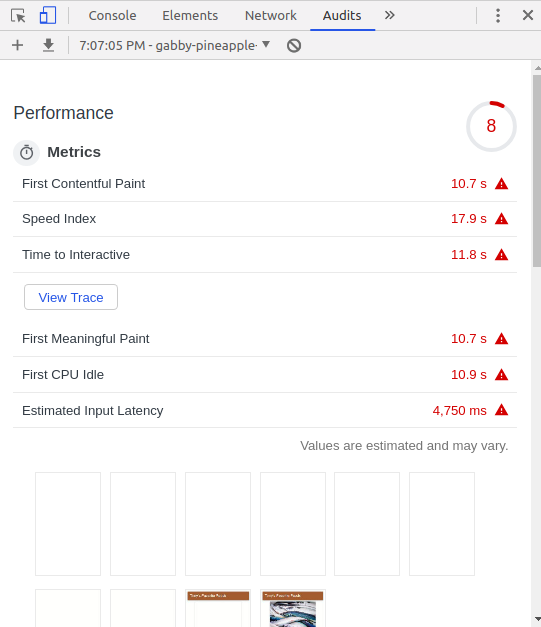 Console Elements Network Audits
7:07:05 PM - gabby-pineapple-
Performance
8
Metrics
First Contentful Paint 10.7 s
Speed Index 17.9 s
Time to Interactive 11.8 s
View Trace
First Meaningful Paint 10.7 s
First CPU Idle 10.9 s
Estimated Input Latency 4,750 ms
Values are estimated and may vary.